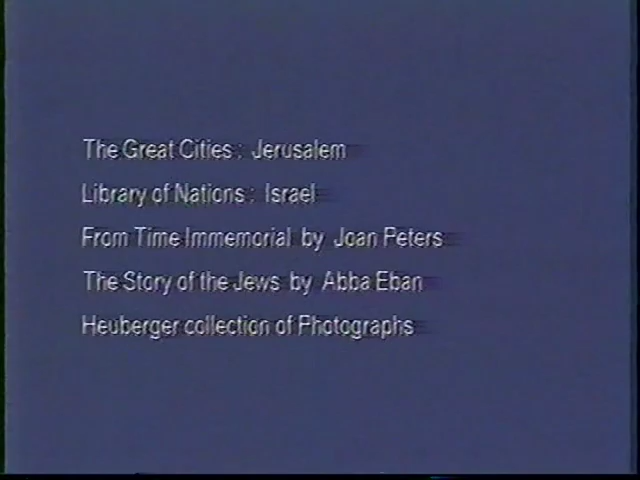 The Great Cities : Jerusalem
Library of Nations : Israel
From Time Immemorial by Joan Peters
The Story of the Jews by Abba Eban
Heuberger collection of Photographs